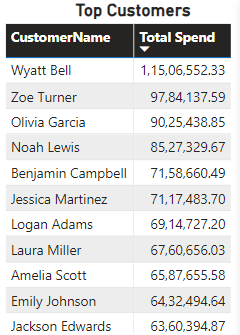 Top Customers
CustomerName Total Spend
Wyatt Bell 1,15,06,552.33
Zoe Turner 97,84,137.59
Olivia Garcia 90,25,438.85
Noah Lewis 85,27,329.67
Benjamin Campbell 71,58,660.49
Jessica Martinez 71,17,483.70
Logan Adams 69,14,727.20
Laura Miller 67,60,656.03
Amelia Scott 65,87,655.58
Emily Johnson 64,32,494.64
Jackson Edwards 63,60,394.87